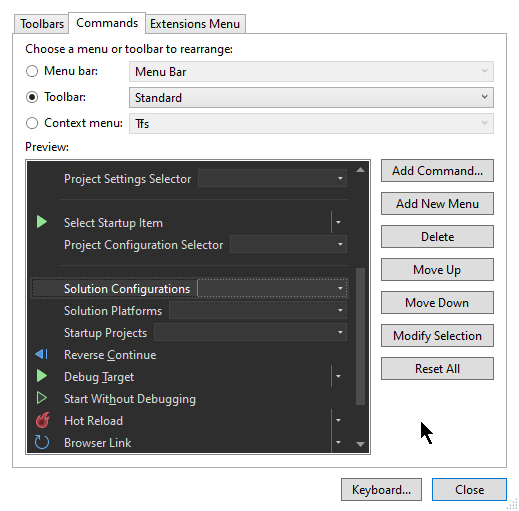 Toolbars Commands Extensions Menu
Choose a menu or toolbar to rearrange:
Menu bar: Menu Bar
Toolbar: Standard
Context menu: Tfs
Preview:
Project Settings Selector
Select Startup Item
Project Configuration Selector
Solution Configurations
Solution Platforms
Startup Projects
Reverse Continue
Debug Target
Start Without Debugging
Hot Reload
Browser Link
Add Command...
Add New Menu
Delete
Move Up
Move Down
Modify Selection
Reset All
Keyboard... Close